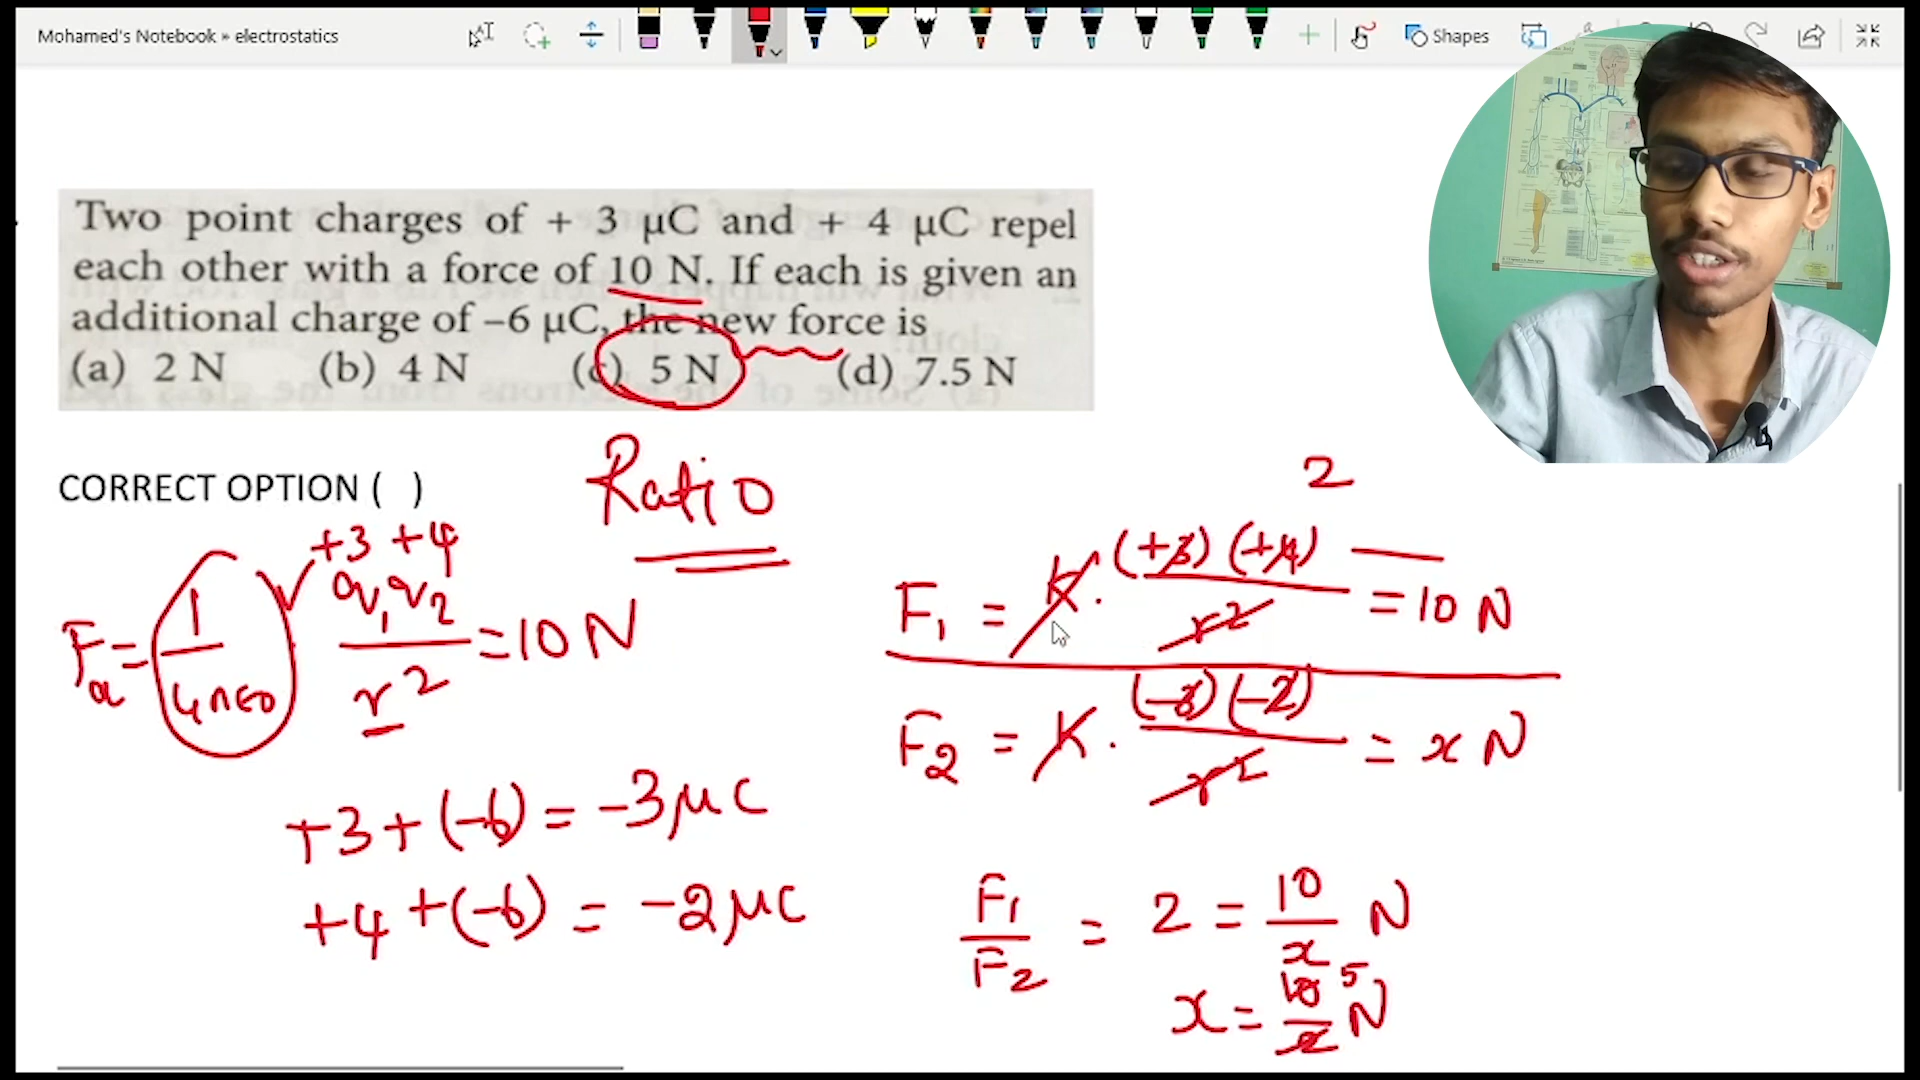 Mohamed's Notebook » electrostatics
Shapes
Two point charges of + 3 μC and + 4 μC repel
each other with a force of 10 N. If each is given an
additional charge of –6 μC, the new force is
(a) 2 N (b) 4 N (c) 5 N (d) 7.5 N
CORRECT OPTION ( )
Ratio
+3 +4
Fa = 1/4πε0 q1q2/r² = 10 N
+3 + (-6) = -3μC
+4 + (-6) = -2μC
2
F1 = K. (+3) (+4)/r² = 10 N
F2 = K. (-3) (-2)/r² = x N
F1/F2 = 2 = 10/x N
5
x = 10/2 N